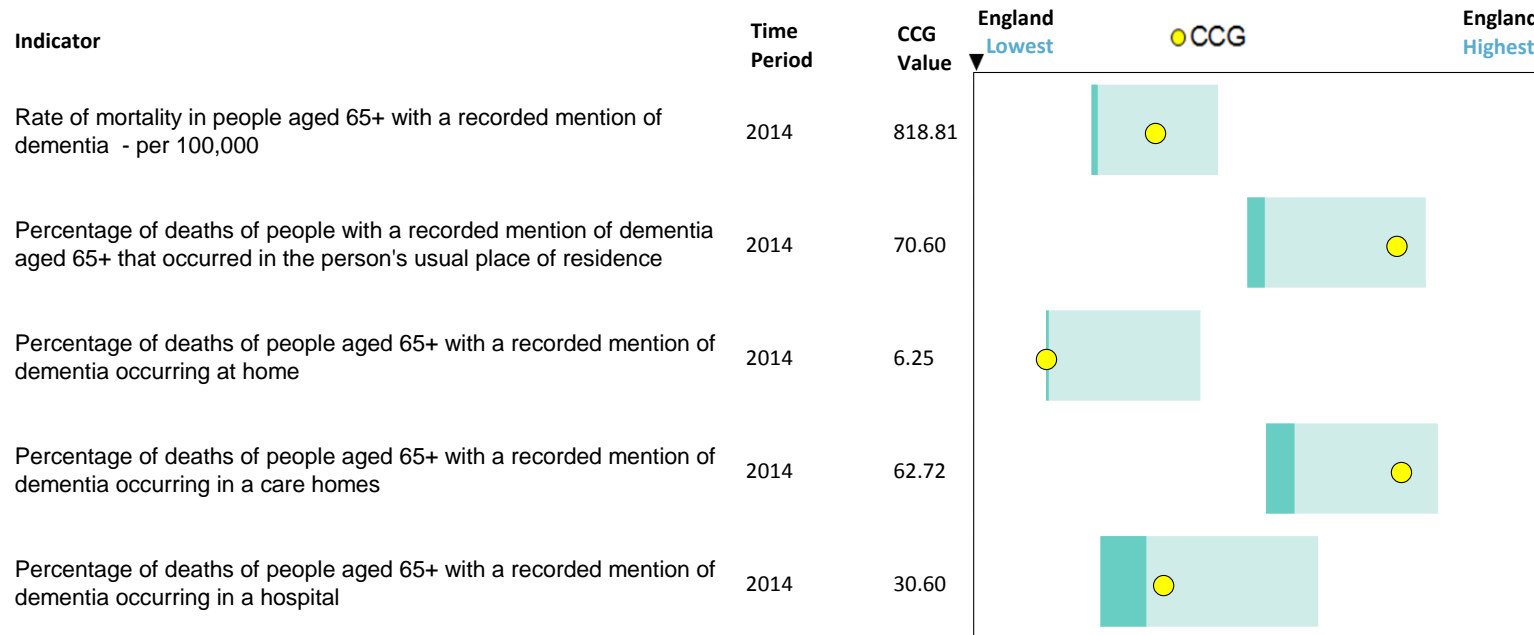 Indicator
Time
Period
CCG
Value
England
Lowest
CCG
England
Highest
Rate of mortality in people aged 65+ with a recorded mention of
dementia - per 100,000
2014
818.81
Percentage of deaths of people with a recorded mention of dementia
aged 65+ that occurred in the person's usual place of residence
2014
70.60
Percentage of deaths of people aged 65+ with a recorded mention of
dementia occurring at home
2014
6.25
Percentage of deaths of people aged 65+ with a recorded mention of
dementia occurring in a care homes
2014
62.72
Percentage of deaths of people aged 65+ with a recorded mention of
dementia occurring in a hospital
2014
30.60